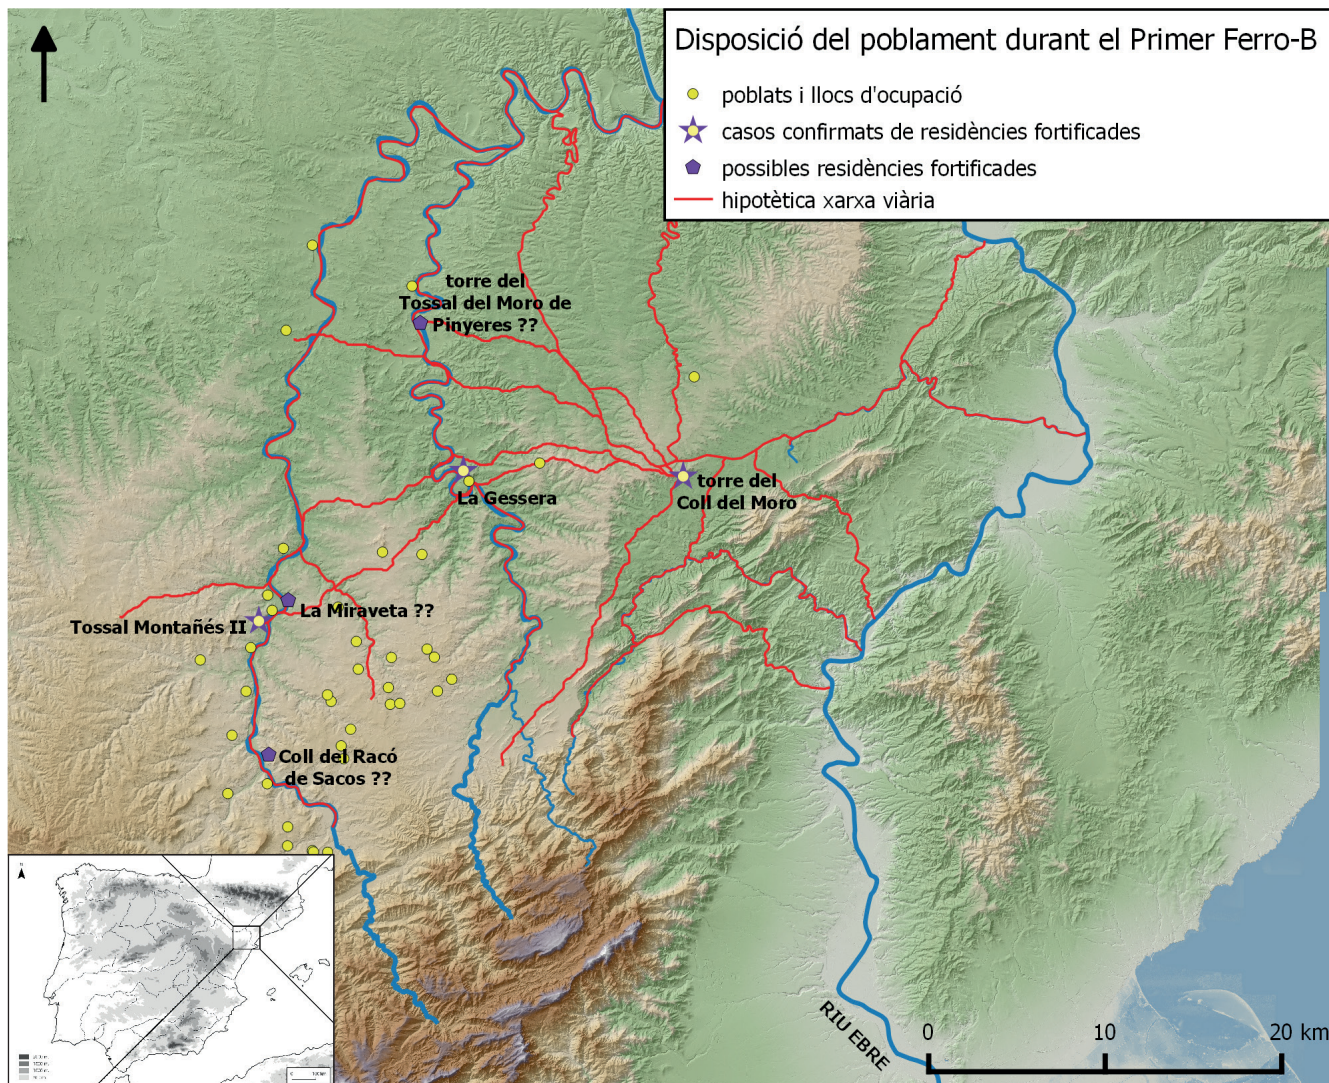 Disposició del poblament durant el Primer Ferro-B
poblats i llocs d'ocupació
casos confirmats de residències fortificades
possibles residències fortificades
hipotètica xarxa viària
torre del
Tossal del Moro de
Pinyeres ??
La Gessera
torre del
Coll del Moro
La Miraveta ??
Tossal Montañés II
Coll del Racó
de Sacos ??
RIU EBRE
0 10 20 km